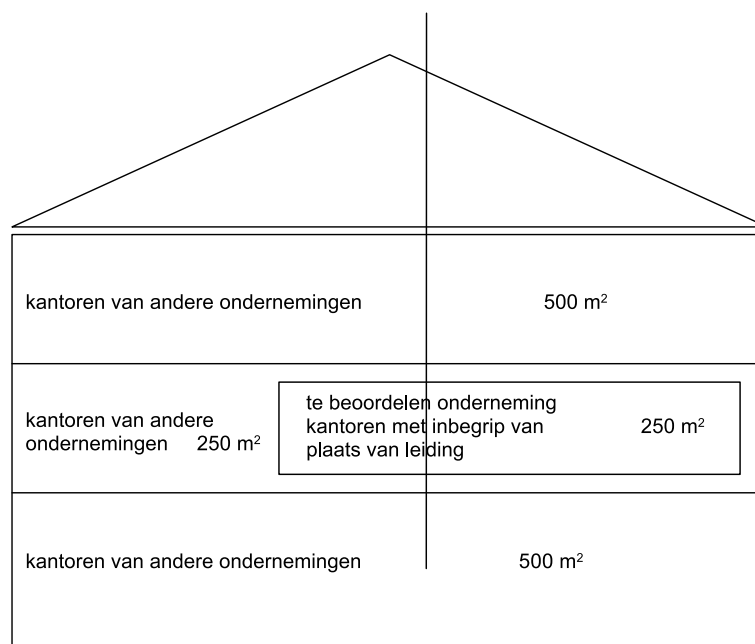 kantoren van andere ondernemingen 500 m²
te beoordelen onderneming
kantoren met inbegrip van
plaats van leiding
250 m²
kantoren van andere
ondernemingen 250 m²
kantoren van andere ondernemingen 500 m²